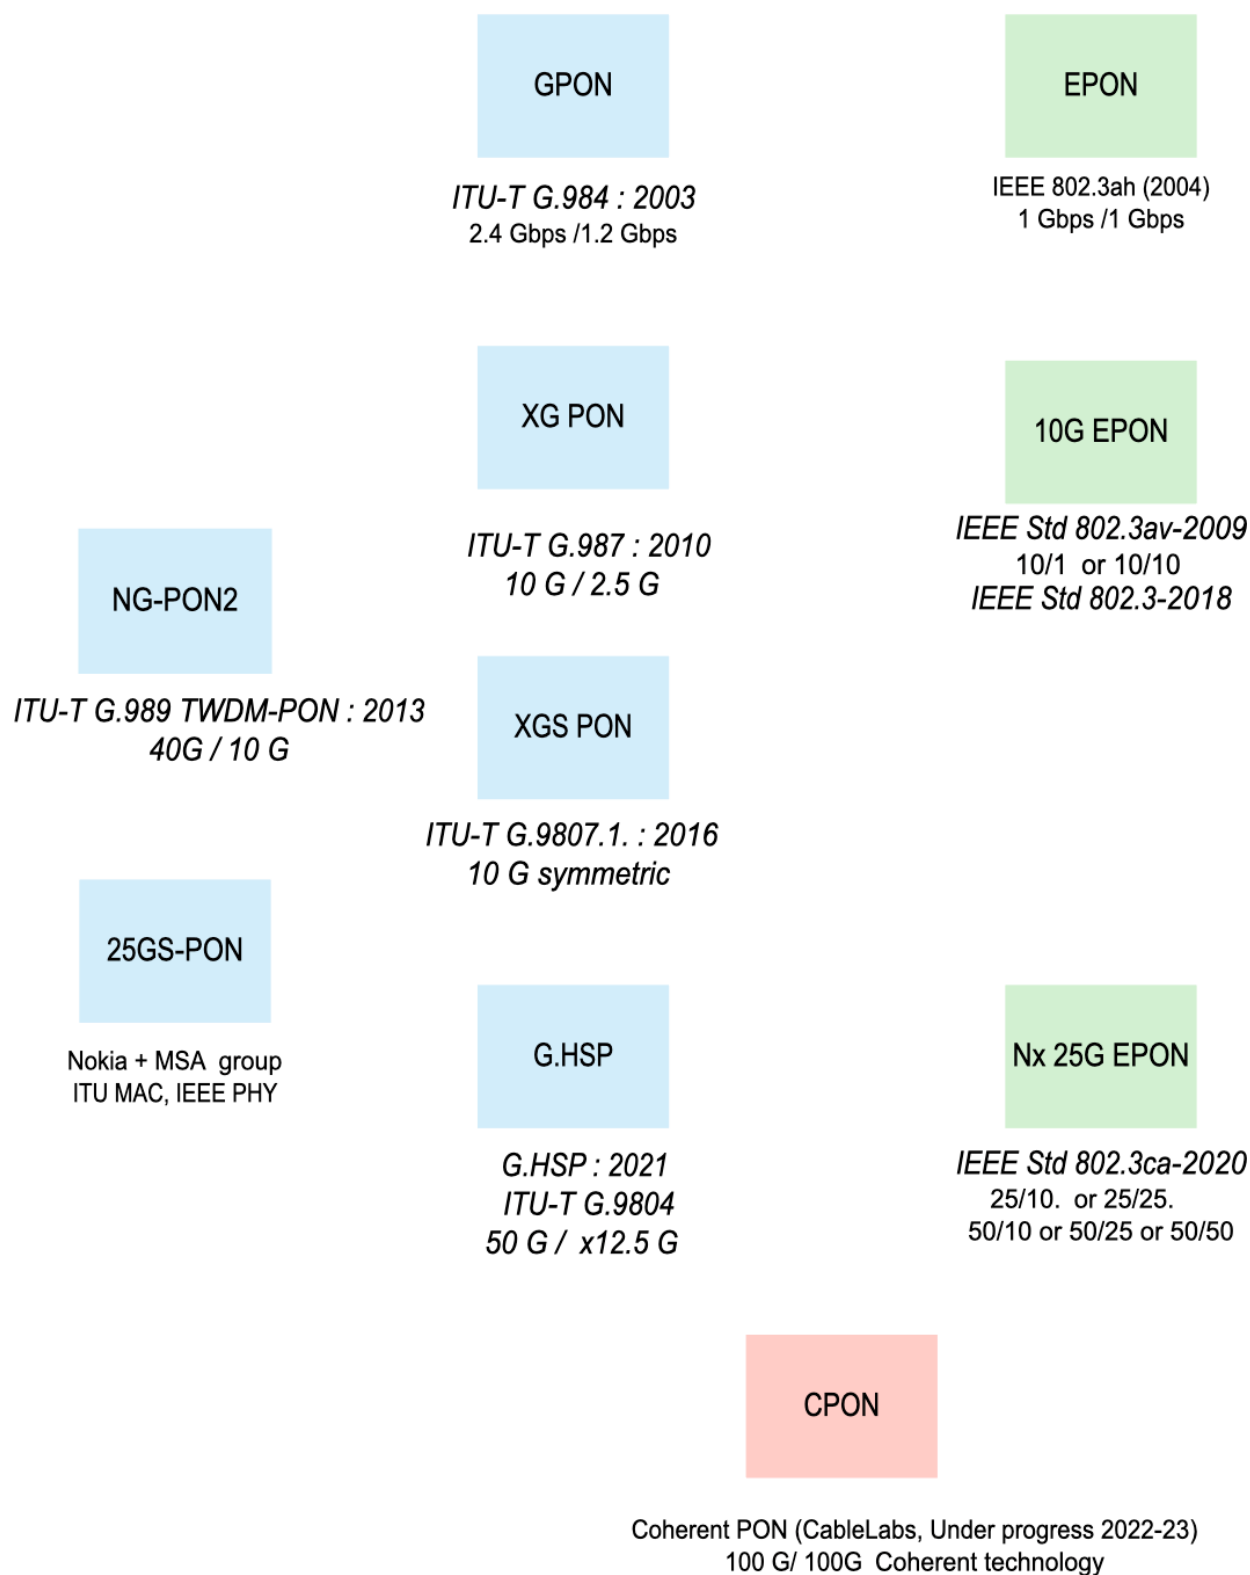 GPON
ITU-T G.984 : 2003
2.4 Gbps /1.2 Gbps
EPON
IEEE 802.3ah (2004)
1 Gbps /1 Gbps
XG PON
ITU-T G.987 : 2010
10 G / 2.5 G
10G EPON
IEEE Std 802.3av-2009
10/1 or 10/10
IEEE Std 802.3-2018
NG-PON2
ITU-T G.989 TWDM-PON : 2013
40G / 10 G
XGS PON
ITU-T G.9807.1. : 2016
10 G symmetric
25GS-PON
Nokia + MSA group
ITU MAC, IEEE PHY
G.HSP
G.HSP : 2021
ITU-T G.9804
50 G / x12.5 G
Nx 25G EPON
IEEE Std 802.3ca-2020
25/10. or 25/25.
50/10 or 50/25 or 50/50
CPON
Coherent PON (CableLabs, Under progress 2022-23)
100 G/ 100G Coherent technology